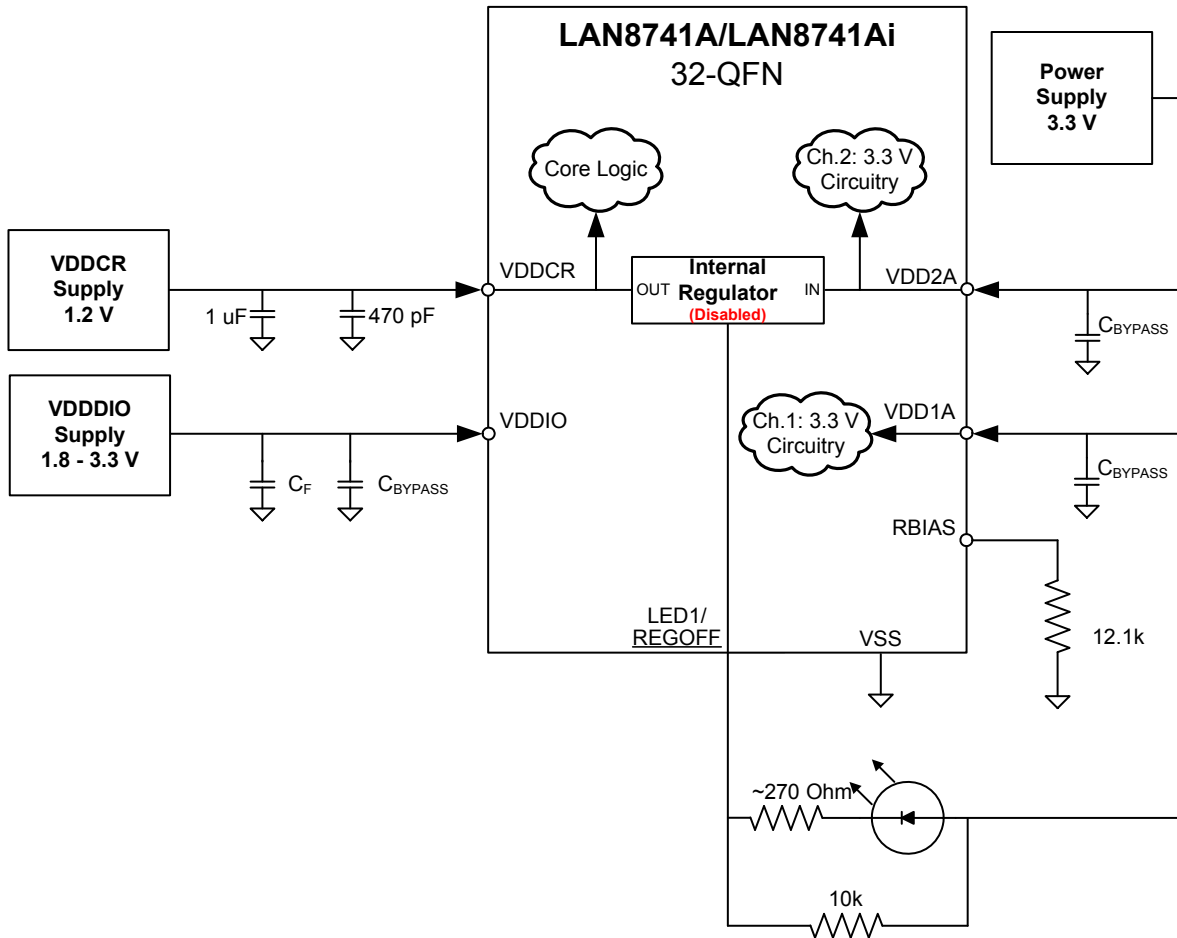 LAN8741A/LAN8741Ai
32-QFN
Power
Supply
3.3 V
Core Logic
Ch.2: 3.3 V
Circuitry
VDDCR
Supply
1.2 V
VDDCR
OUT
Internal
Regulator
(Disabled)
IN
VDD2A
1 uF
470 pF
CBYPASS
VDDDIO
Supply
1.8 - 3.3 V
VDDIO
Ch.1: 3.3 V
Circuitry
VDD1A
CF
CBYPASS
CBYPASS
RBIAS
LED1/
REGOFF
VSS
12.1k
~270 Ohm
10k